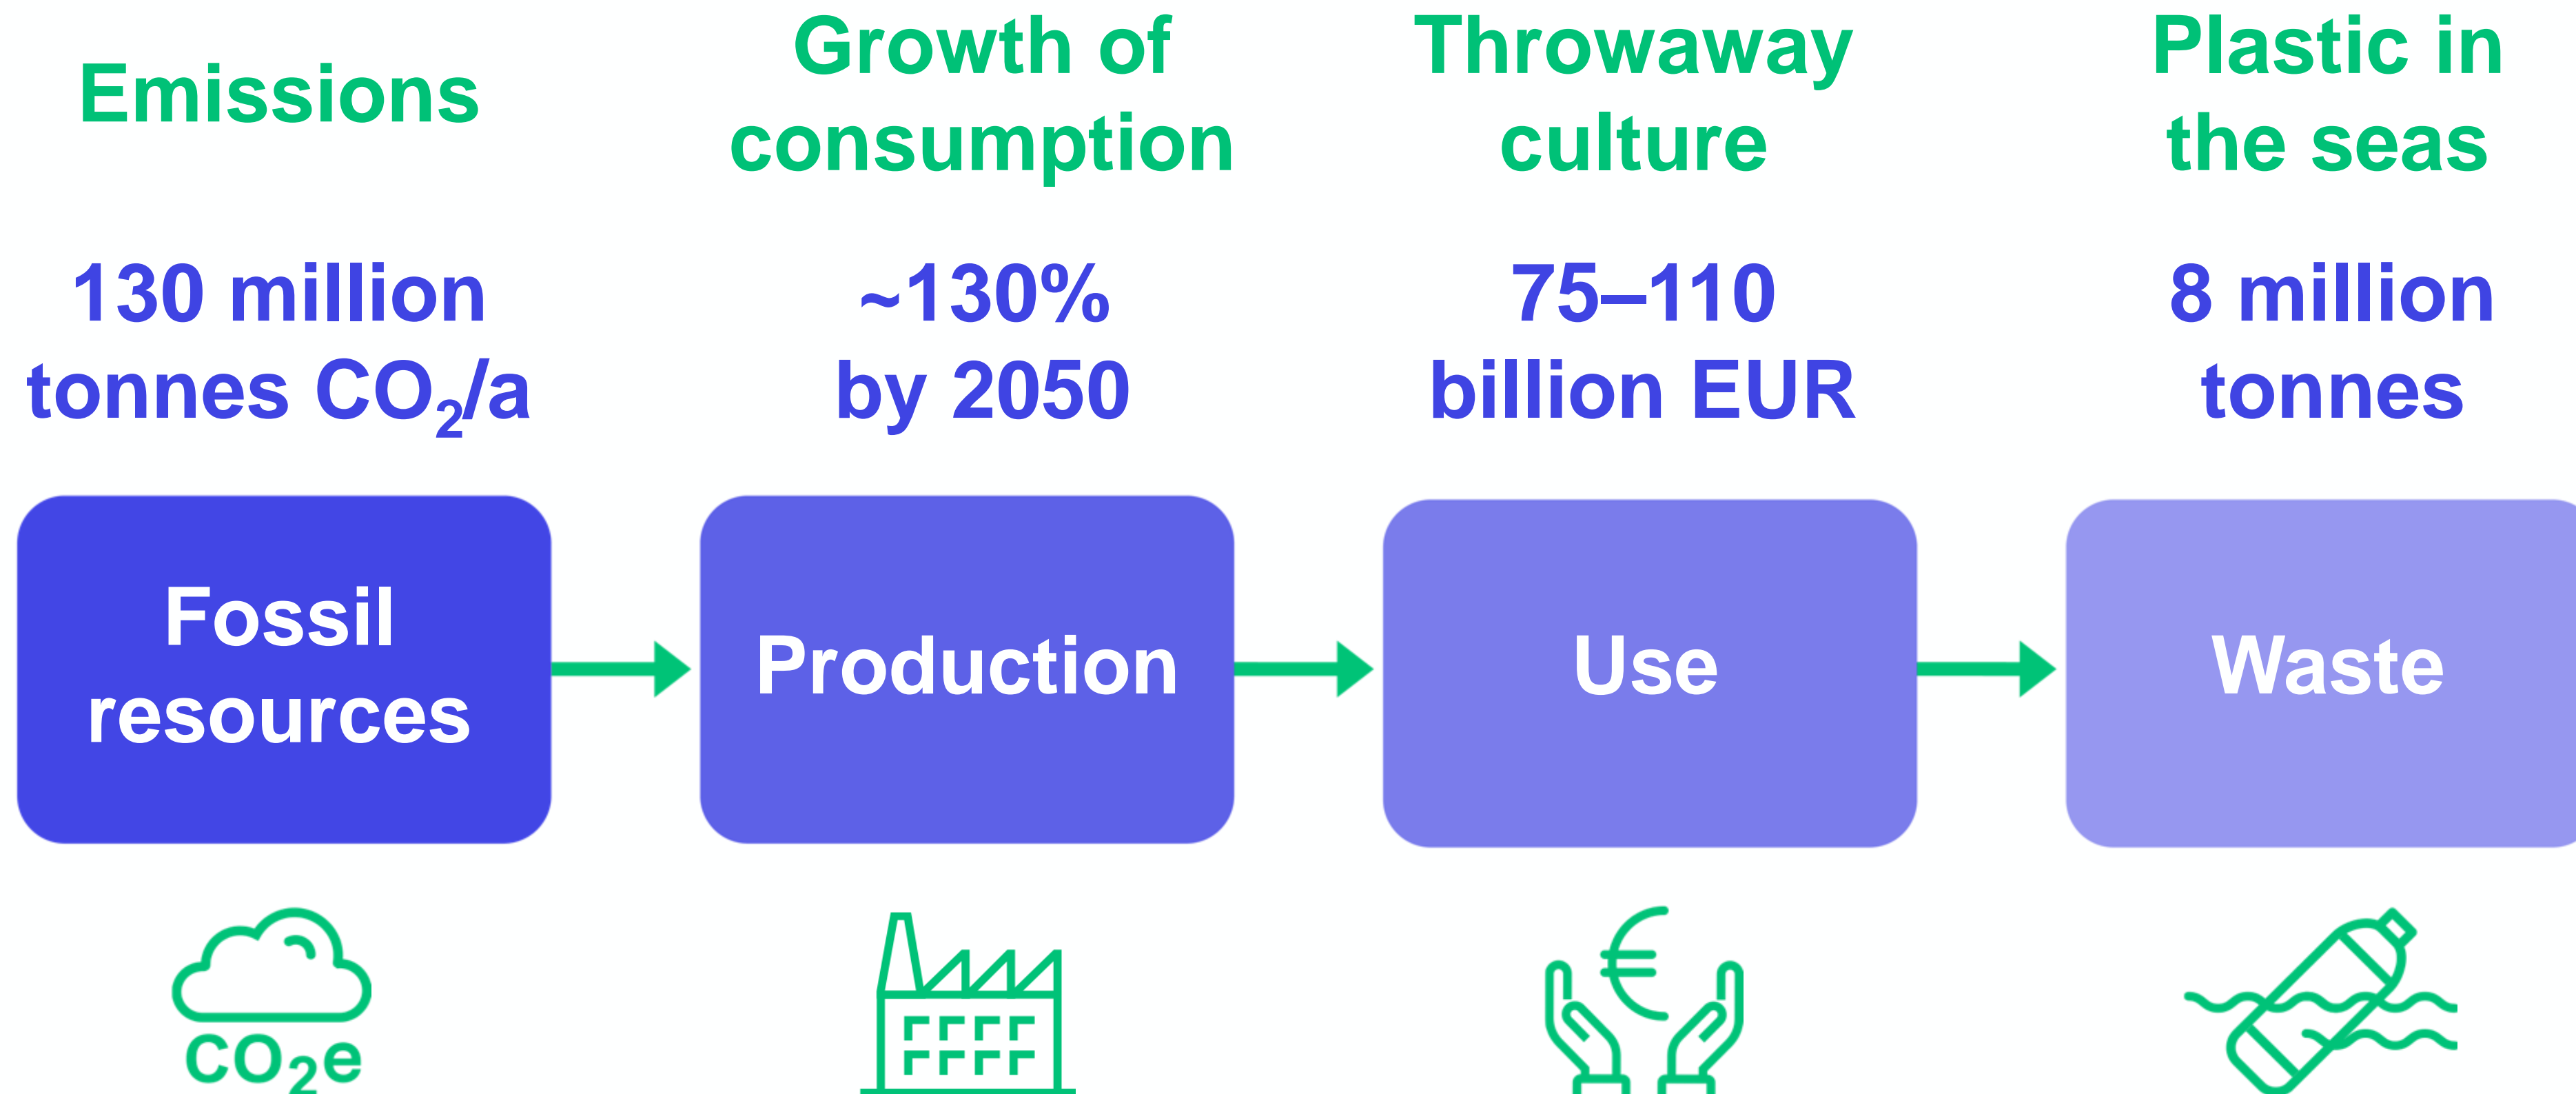 Emissions
130 million
tonnes CO₂/a
Fossil
resources
CO₂e
Growth of
consumption
~130%
by 2050
Production
Throwaway
culture
75–110
billion EUR
Use
€
Plastic in
the seas
8 million
tonnes
Waste